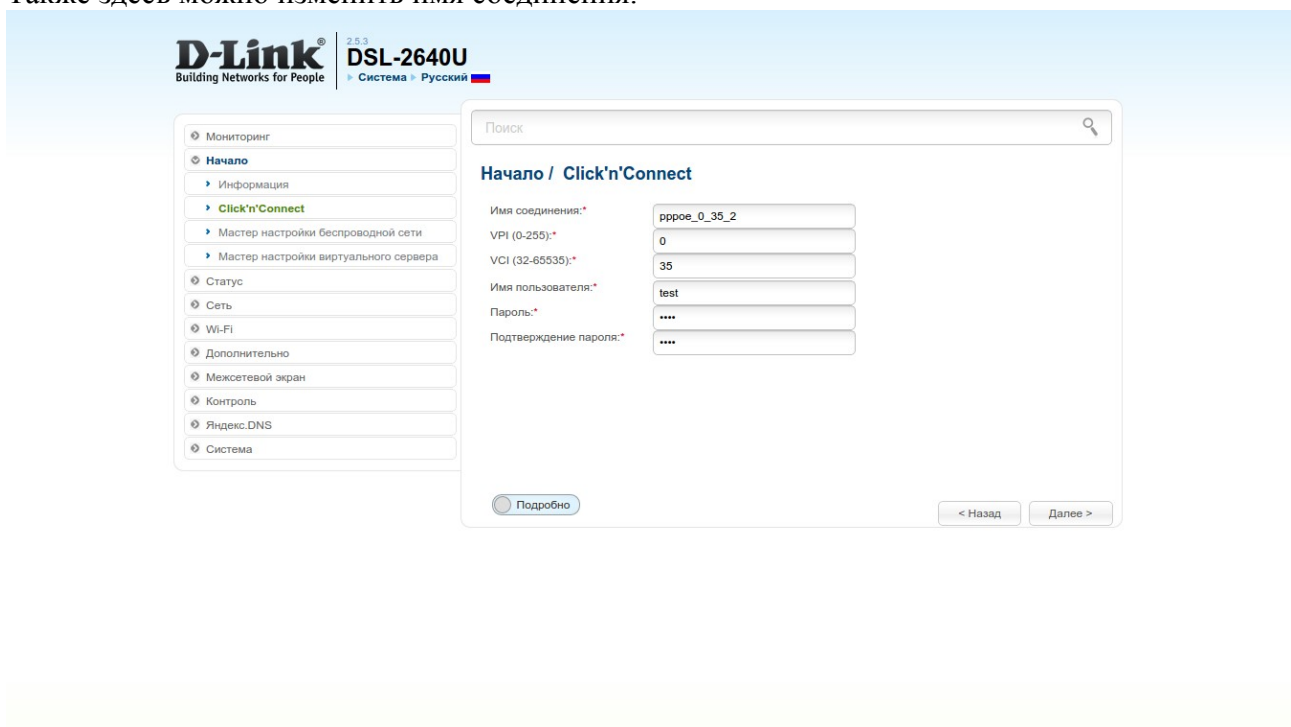 Также здесь можно изменить имя соединения.
D-Link®
Building Networks for People
2.5.3
DSL-2640U
Система Русский
Мониторинг
Начало
Информация
Click'n'Connect
Мастер настройки беспроводной сети
Мастер настройки виртуального сервера
Статус
Сеть
Wi-Fi
Дополнительно
Межсетевой экран
Контроль
Яндекс.DNS
Система
Поиск
Начало / Click'n'Connect
Имя соединения:* pppoe_0_35_2
VPI (0-255):* 0
VCI (32-65535):* 35
Имя пользователя:* test
Пароль:* ••••
Подтверждение пароля:* ••••
Подробно
< Назад Далее >